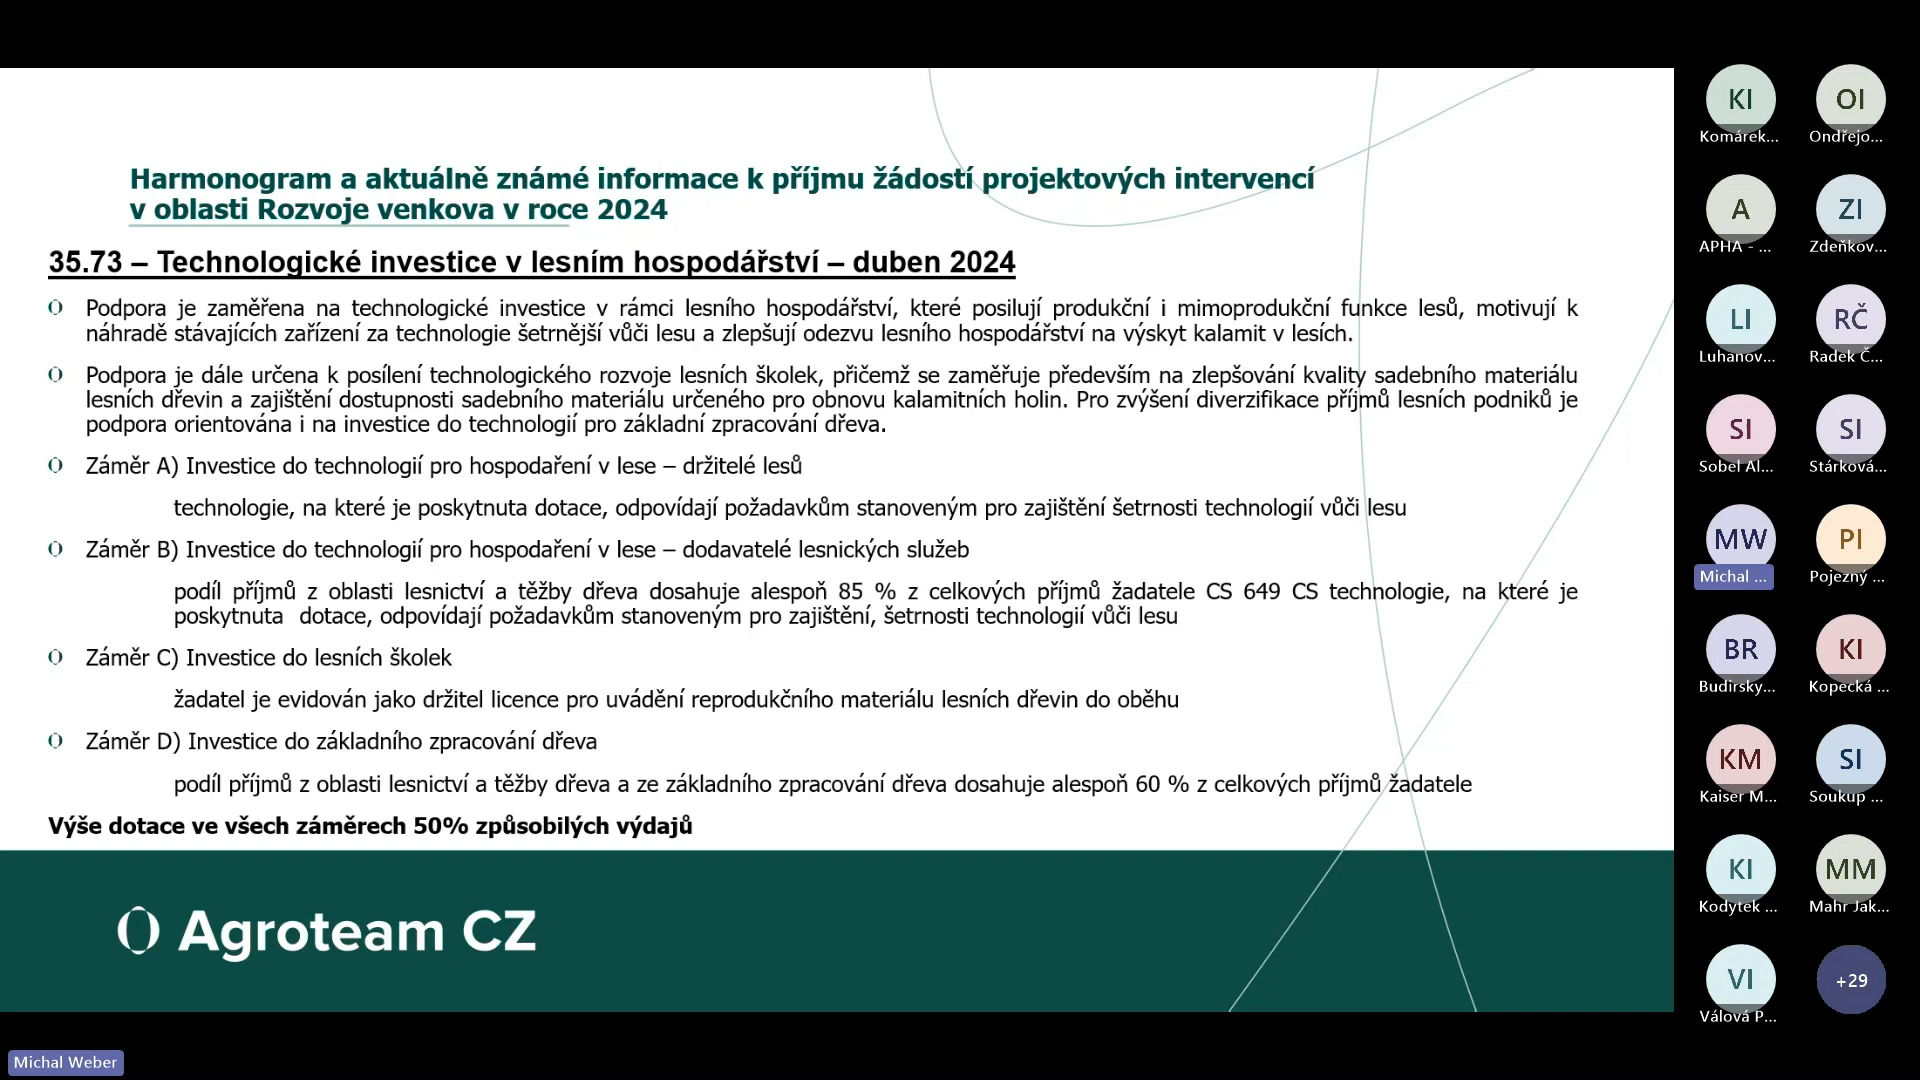 Harmonogram a aktuálně známé informace k příjmu žádostí projektových intervencí
v oblasti Rozvoje venkova v roce 2024
35.73 – Technologické investice v lesním hospodářství – duben 2024
Podpora je zaměřena na technologické investice v rámci lesního hospodářství, které posilují produkční i mimoprodukční funkce lesů, motivují k
náhradě stávajících zařízení za technologie šetrnější vůči lesu a zlepšují odezvu lesního hospodářství na výskyt kalamit v lesích.
Podpora je dále určena k posílení technologického rozvoje lesních školek, přičemž se zaměřuje především na zlepšování kvality sadebního materiálu
lesních dřevin a zajištění dostupnosti sadebního materiálu určeného pro obnovu kalamitních holin. Pro zvýšení diverzifikace příjmů lesních podniků je
podpora orientována i na investice do technologií pro základní zpracování dřeva.
Záměr A) Investice do technologií pro hospodaření v lese – držitelé lesů
technologie, na které je poskytnuta dotace, odpovídají požadavkům stanoveným pro zajištění šetrnosti technologií vůči lesu
Záměr B) Investice do technologií pro hospodaření v lese – dodavatelé lesnických služeb
podíl příjmů z oblasti lesnictví a těžby dřeva dosahuje alespoň 85 % z celkových příjmů žadatele CS 649 CS technologie, na které je
poskytnuta dotace, odpovídají požadavkům stanoveným pro zajištění, šetrnosti technologií vůči lesu
Záměr C) Investice do lesních školek
žadatel je evidován jako držitel licence pro uvádění reprodukčního materiálu lesních dřevin do oběhu
Záměr D) Investice do základního zpracování dřeva
podíl příjmů z oblasti lesnictví a těžby dřeva a ze základního zpracování dřeva dosahuje alespoň 60 % z celkových příjmů žadatele
Výše dotace ve všech záměrech 50% způsobilých výdajů
Agroteam CZ
KI
Komárek...
OI
Ondřejo...
A
APHA - ...
ZI
Zdeňkov...
LI
Luhanov...
RČ
Radek Č...
SI
Sobel Al...
SI
Stárková...
MW
Michal ...
PI
Pojezný ...
BR
Budirsky...
KI
Kopecká ...
KM
Kaiser M...
SI
Soukup ...
KI
Kodytek ...
MM
Mahr Jak...
VI
Válová P...
+29
Michal Weber